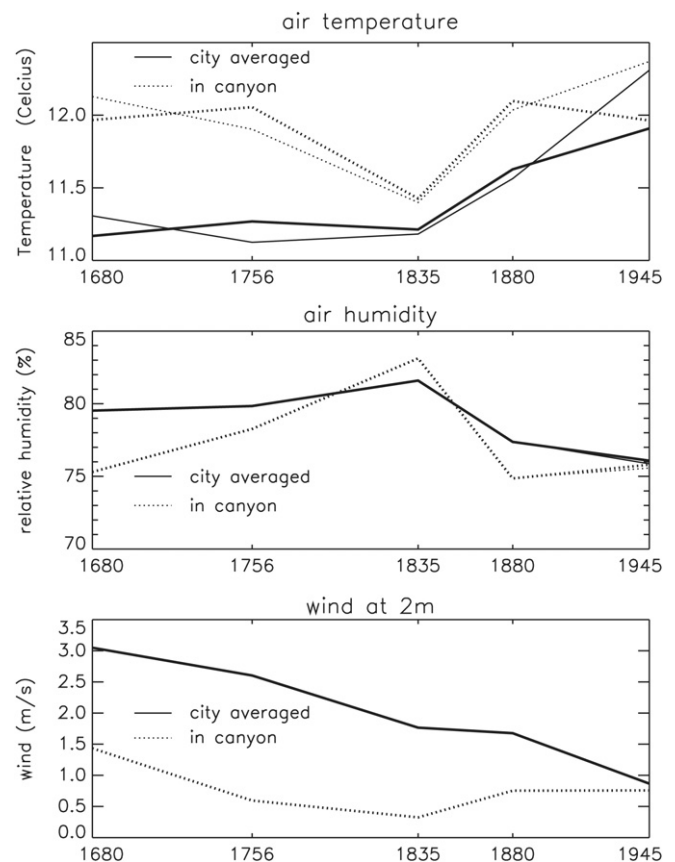 air temperature
Temperature (Celcius)
city averaged
in canyon
12.0
11.5
11.0
1680 1756 1835 1880 1945
air humidity
relative humidity (%)
85
80
75
70
city averaged
in canyon
1680 1756 1835 1880 1945
wind at 2m
wind (m/s)
3.5
3.0
2.5
2.0
1.5
1.0
0.5
0.0
city averaged
in canyon
1680 1756 1835 1880 1945